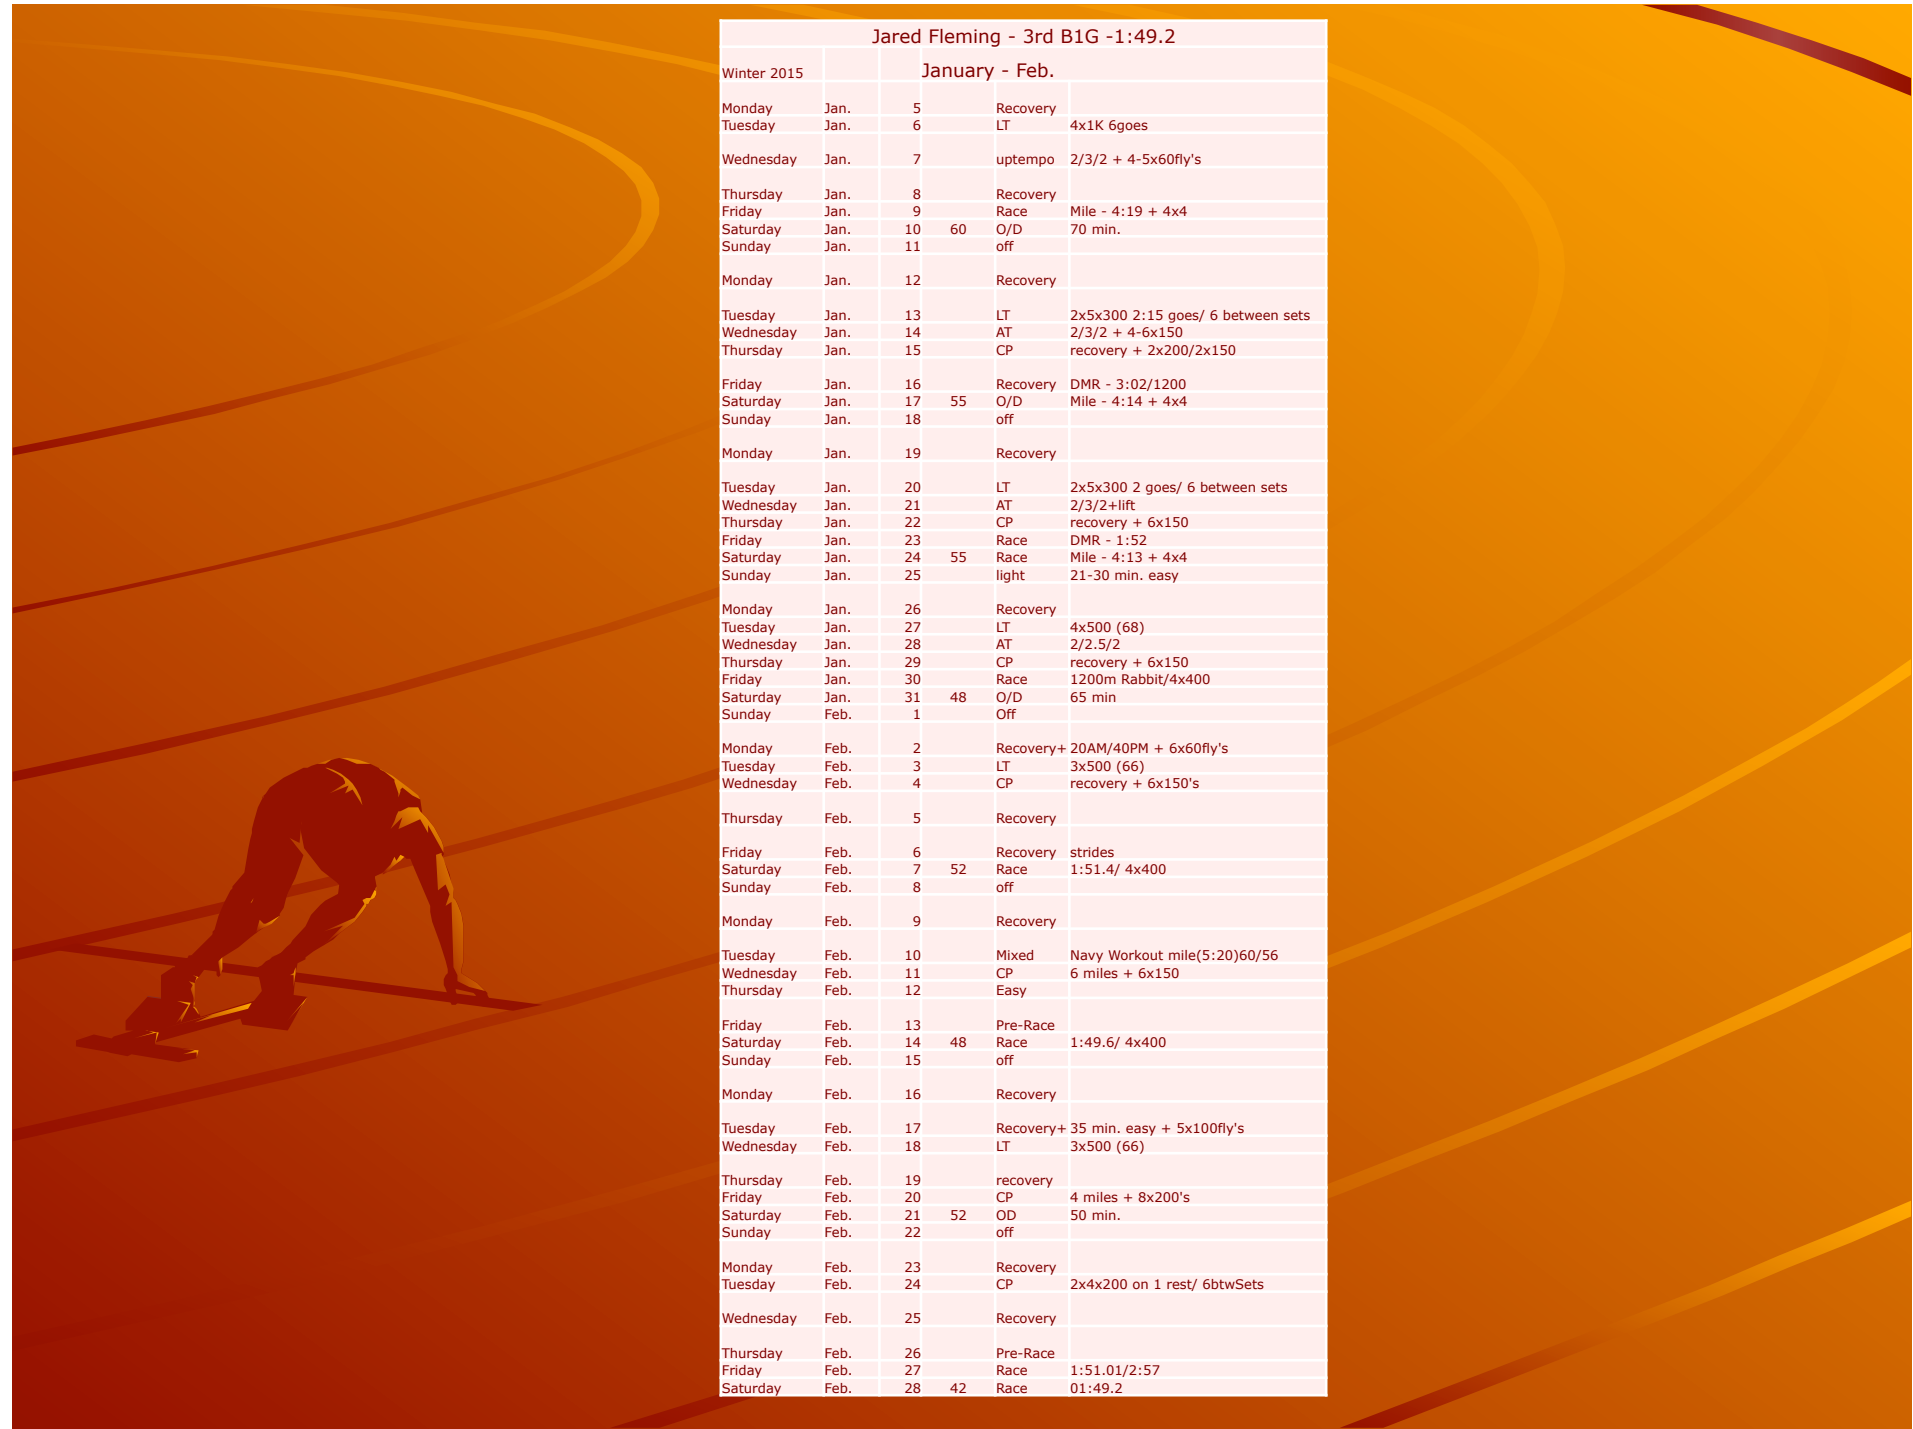 Jared Fleming - 3rd B1G -1:49.2
Winter 2015 January - Feb.
Monday Jan. 5 Recovery
Tuesday Jan. 6 LT 4x1K 6goes
Wednesday Jan. 7 uptempo 2/3/2 + 4-5x60fly's
Thursday Jan. 8 Recovery
Friday Jan. 9 Race Mile - 4:19 + 4x4
Saturday Jan. 10 60 O/D 70 min.
Sunday Jan. 11 off
Monday Jan. 12 Recovery
Tuesday Jan. 13 LT 2x5x300 2:15 goes/ 6 between sets
Wednesday Jan. 14 AT 2/3/2 + 4-6x150
Thursday Jan. 15 CP recovery + 2x200/2x150
Friday Jan. 16 Recovery DMR - 3:02/1200
Saturday Jan. 17 55 O/D Mile - 4:14 + 4x4
Sunday Jan. 18 off
Monday Jan. 19 Recovery
Tuesday Jan. 20 LT 2x5x300 2 goes/ 6 between sets
Wednesday Jan. 21 AT 2/3/2+lift
Thursday Jan. 22 CP recovery + 6x150
Friday Jan. 23 Race DMR - 1:52
Saturday Jan. 24 55 Race Mile - 4:13 + 4x4
Sunday Jan. 25 light 21-30 min. easy
Monday Jan. 26 Recovery
Tuesday Jan. 27 LT 4x500 (68)
Wednesday Jan. 28 AT 2/2.5/2
Thursday Jan. 29 CP recovery + 6x150
Friday Jan. 30 Race 1200m Rabbit/4x400
Saturday Jan. 31 48 O/D 65 min
Sunday Feb. 1 Off
Monday Feb. 2 Recovery+ 20AM/40PM + 6x60fly's
Tuesday Feb. 3 LT 3x500 (66)
Wednesday Feb. 4 CP recovery + 6x150's
Thursday Feb. 5 Recovery
Friday Feb. 6 Recovery strides
Saturday Feb. 7 52 Race 1:51.4/ 4x400
Sunday Feb. 8 off
Monday Feb. 9 Recovery
Tuesday Feb. 10 Mixed Navy Workout mile(5:20)60/56
Wednesday Feb. 11 CP 6 miles + 6x150
Thursday Feb. 12 Easy
Friday Feb. 13 Pre-Race
Saturday Feb. 14 48 Race 1:49.6/ 4x400
Sunday Feb. 15 off
Monday Feb. 16 Recovery
Tuesday Feb. 17 Recovery+ 35 min. easy + 5x100fly's
Wednesday Feb. 18 LT 3x500 (66)
Thursday Feb. 19 recovery
Friday Feb. 20 CP 4 miles + 8x200's
Saturday Feb. 21 52 OD 50 min.
Sunday Feb. 22 off
Monday Feb. 23 Recovery
Tuesday Feb. 24 CP 2x4x200 on 1 rest/ 6btwSets
Wednesday Feb. 25 Recovery
Thursday Feb. 26 Pre-Race
Friday Feb. 27 Race 1:51.01/2:57
Saturday Feb. 28 42 Race 01:49.2